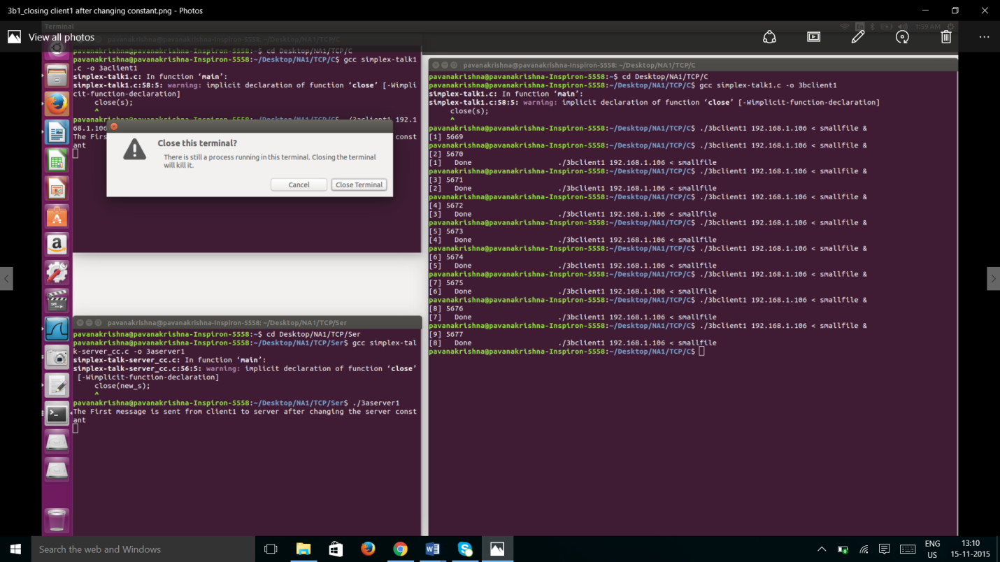 3b1_closing client1 after changing constant.png - Photos
View all photos
Terminal
1:59 AM
pavanakrishna@pavanakrishna-Inspiron-5558: ~/Desktop/NA1/TCP/C
pavanakrishna@pavanakrishna-Inspiron-5558:~$ cd Desktop/NA1/TCP/C
pavanakrishna@pavanakrishna-Inspiron-5558:~/Desktop/NA1/TCP/C$ gcc simplex-talk1
.c -o 3aclient1
simplex-talk1.c: In function ‘main’:
simplex-talk1.c:58:5: warning: implicit declaration of function ‘close’ [-Wimpli
cit-function-declaration]
close(s);
^
pavanakrishna@pavanakrishna-Inspiron-5558:~/Desktop/NA1/TCP/C$ ./3aclient1 192.1
68.1.106
The Firs const
ant
Close this terminal?
There is still a process running in this terminal. Closing the terminal
will kill it.
Cancel
Close Terminal
pavanakrishna@pavanakrishna-Inspiron-5558: ~/Desktop/NA1/TCP/Ser
pavanakrishna@pavanakrishna-Inspiron-5558:~$ cd Desktop/NA1/TCP/Ser
pavanakrishna@pavanakrishna-Inspiron-5558:~/Desktop/NA1/TCP/Ser$ gcc simplex-tal
k-server_cc.c -o 3aserver1
simplex-talk-server_cc.c: In function ‘main’:
simplex-talk-server_cc.c:56:5: warning: implicit declaration of function ‘close’
[-Wimplicit-function-declaration]
close(new_s);
^
pavanakrishna@pavanakrishna-Inspiron-5558:~/Desktop/NA1/TCP/Ser$ ./3aserver1
The First message is sent from client1 to server after changing the server const
ant
pavanakrishna@pavanakrishna-Inspiron-5558: ~/Desktop/NA1/TCP/C
pavanakrishna@pavanakrishna-Inspiron-5558:~$ cd Desktop/NA1/TCP/C
pavanakrishna@pavanakrishna-Inspiron-5558:~/Desktop/NA1/TCP/C$ gcc simplex-talk1.c -o 3bclient1
simplex-talk1.c: In function ‘main’:
simplex-talk1.c:58:5: warning: implicit declaration of function ‘close’ [-Wimplicit-function-declaration]
close(s);
^
pavanakrishna@pavanakrishna-Inspiron-5558:~/Desktop/NA1/TCP/C$ ./3bclient1 192.168.1.106 < smallfile &
[1] 5669
pavanakrishna@pavanakrishna-Inspiron-5558:~/Desktop/NA1/TCP/C$ ./3bclient1 192.168.1.106 < smallfile &
[2] 5670
[1] Done ./3bclient1 192.168.1.106 < smallfile
pavanakrishna@pavanakrishna-Inspiron-5558:~/Desktop/NA1/TCP/C$ ./3bclient1 192.168.1.106 < smallfile &
[3] 5671
[2] Done ./3bclient1 192.168.1.106 < smallfile
pavanakrishna@pavanakrishna-Inspiron-5558:~/Desktop/NA1/TCP/C$ ./3bclient1 192.168.1.106 < smallfile &
[4] 5672
[3] Done ./3bclient1 192.168.1.106 < smallfile
pavanakrishna@pavanakrishna-Inspiron-5558:~/Desktop/NA1/TCP/C$ ./3bclient1 192.168.1.106 < smallfile &
[5] 5673
[4] Done ./3bclient1 192.168.1.106 < smallfile
pavanakrishna@pavanakrishna-Inspiron-5558:~/Desktop/NA1/TCP/C$ ./3bclient1 192.168.1.106 < smallfile &
[6] 5674
[5] Done ./3bclient1 192.168.1.106 < smallfile
pavanakrishna@pavanakrishna-Inspiron-5558:~/Desktop/NA1/TCP/C$ ./3bclient1 192.168.1.106 < smallfile &
[7] 5675
[6] Done ./3bclient1 192.168.1.106 < smallfile
pavanakrishna@pavanakrishna-Inspiron-5558:~/Desktop/NA1/TCP/C$ ./3bclient1 192.168.1.106 < smallfile &
[8] 5676
[7] Done ./3bclient1 192.168.1.106 < smallfile
pavanakrishna@pavanakrishna-Inspiron-5558:~/Desktop/NA1/TCP/C$ ./3bclient1 192.168.1.106 < smallfile &
[9] 5677
[8] Done ./3bclient1 192.168.1.106 < smallfile
pavanakrishna@pavanakrishna-Inspiron-5558:~/Desktop/NA1/TCP/C$
Search the web and Windows
ENG
US
13:10
15-11-2015